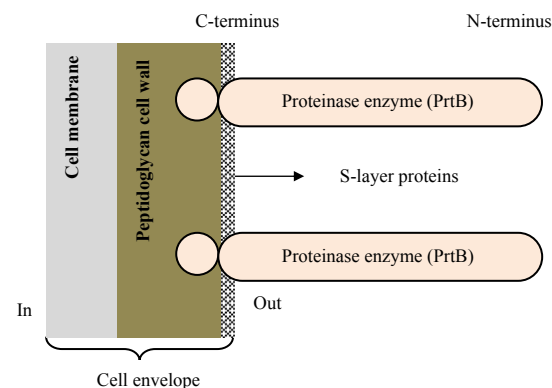 C-terminus
N-terminus
Cell membrane
Peptidoglycan cell wall
Proteinase enzyme (PrtB)
S-layer proteins
Proteinase enzyme (PrtB)
In
Out
Cell envelope